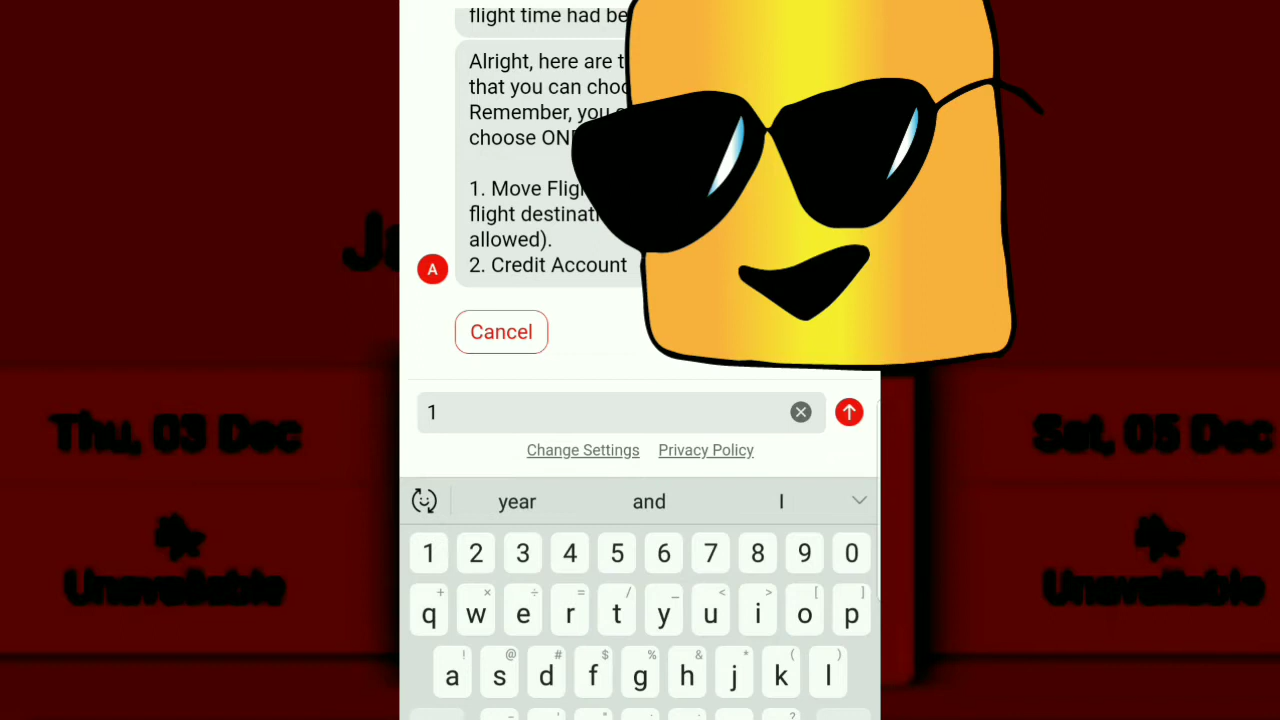 flight time had be
Alright, here are t
that you can choo
Remember, you
choose ON
1. Move Flig
flight destinat
allowed).
2. Credit Account
A
Cancel
1
Change Settings Privacy Policy
year and I
1 2 3 4 5 6 7 8 9 0
+ × ÷ = / _ < > [ ]
q w e r t y u i o p
! @ # $ % & * ( )
a s d f g h j k l
Thu, 03 Dec
Unavailable
Sat, 05 Dec
Unavailable